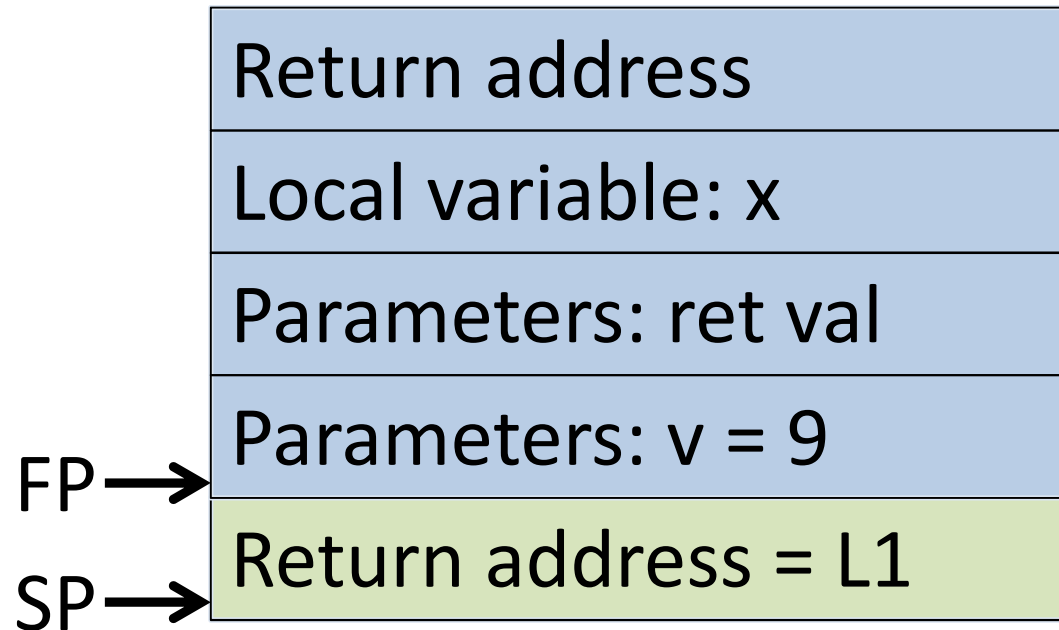 Return address
Local variable: x
Parameters: ret val
Parameters: v = 9
FP
Return address = L1
SP